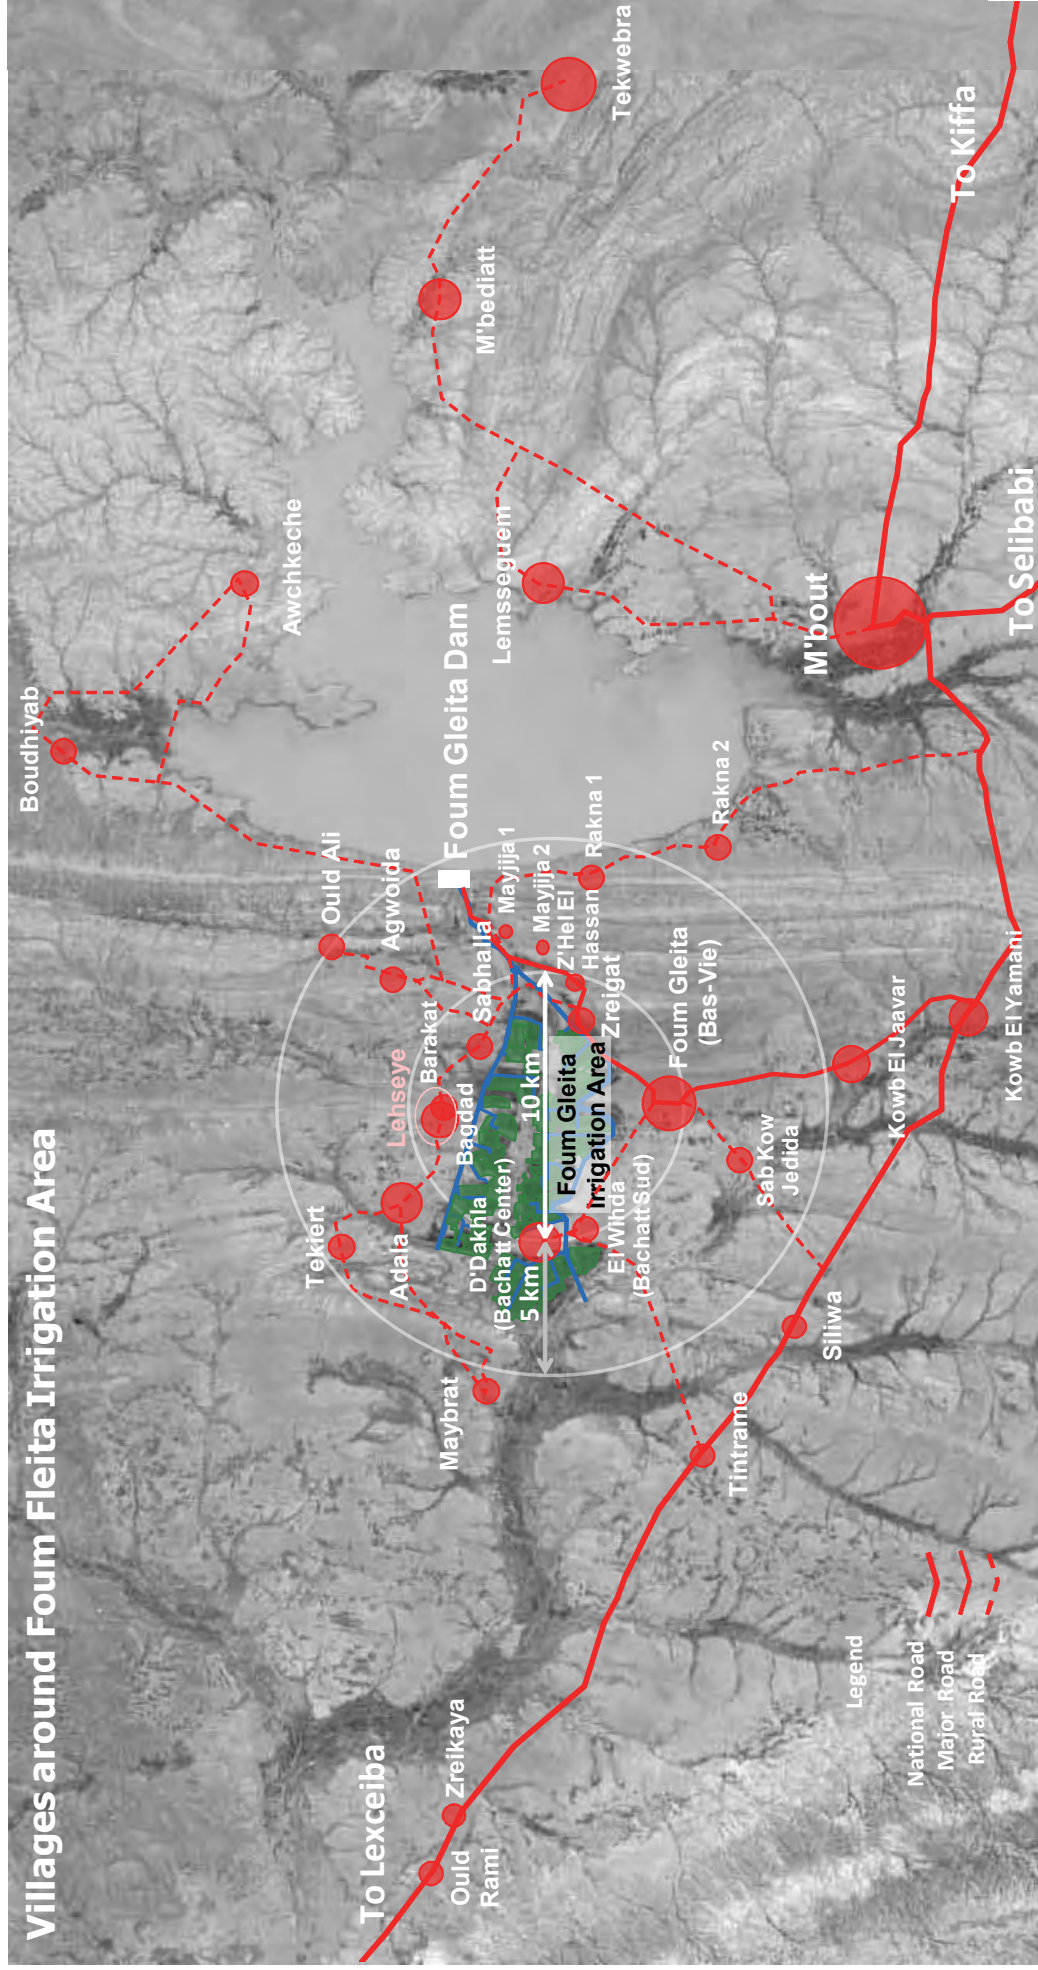 Villages around Foum Fleita Irrigation Area
To Lexceiba
Ould
Rami
Zreikaya
Maybrat
Tekiert
Adala
Lehseye
Barakat
Bagdad
D'Dakhla
(Bachatt Center)
5 km
10 km
Foum Gleita
Irrigation Area
El Wihda
(Bachatt Sud)
Sabhalla
Agwoida
Ould Ali
Boudhiyab
Awchkeche
Foum Gleita Dam
Mayjija 1
Mayjija 2
Z'Hel El
Hassan
Zreigat
Rakna 1
Rakna 2
Foum Gleita
(Bas-Vie)
Sab Kow
Jedida
Siliwa
Tintrame
Kowb El Jaavar
Kowb El Yamani
Lemsseguem
M'bediatt
Tekwebra
M'bout
To Kiffa
To Selibabi
Legend
National Road
Major Road
Rural Road